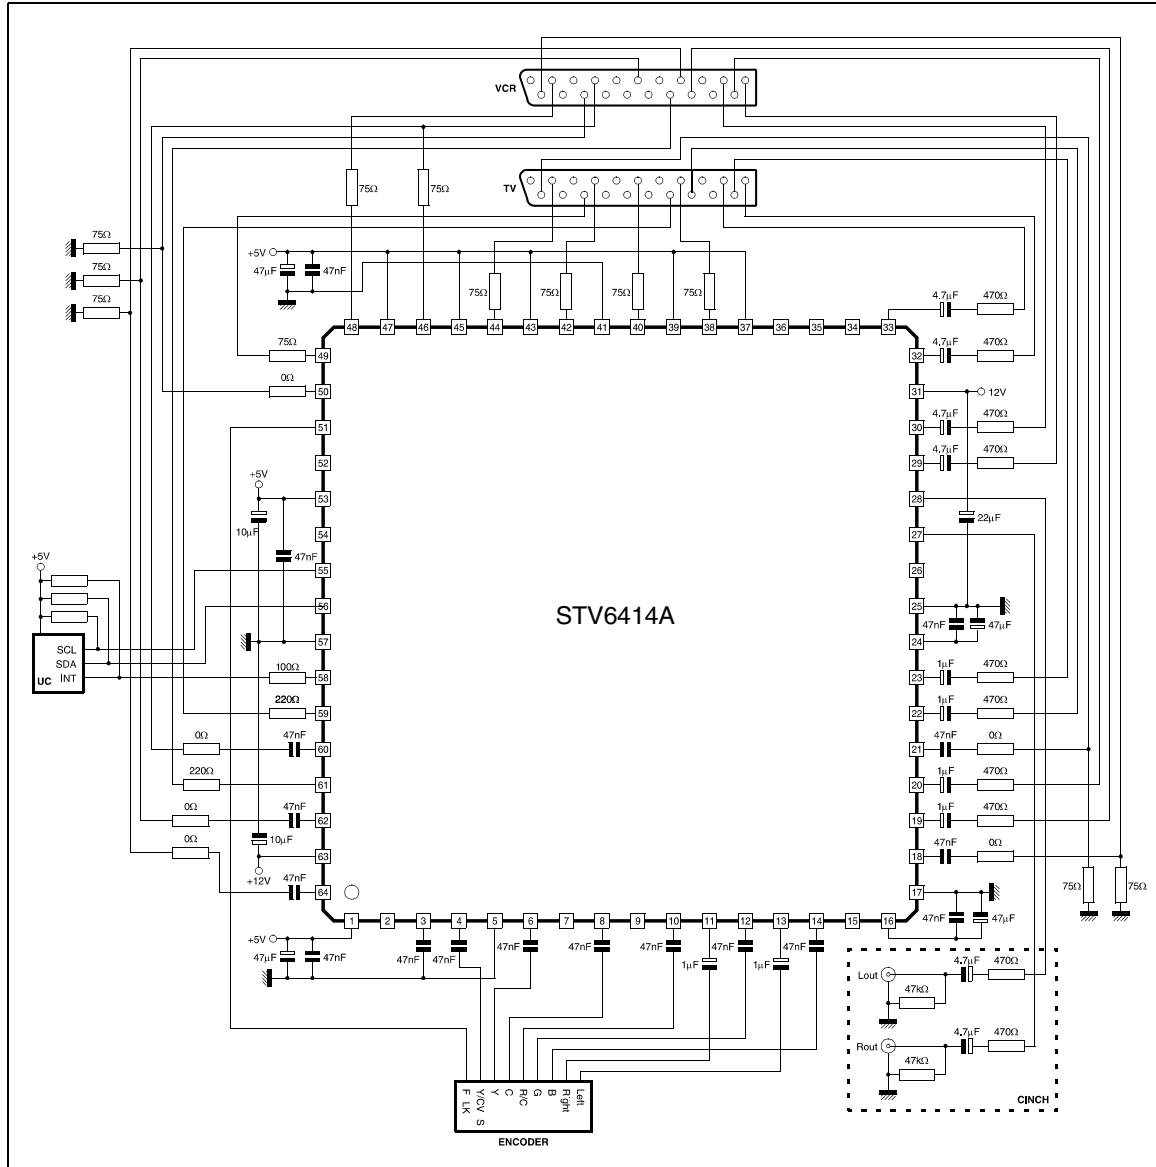 VCR
TV
75Ω 75Ω
75Ω
75Ω
75Ω
+5V
47µF 47nF
75Ω 75Ω 75Ω 75Ω
4.7µF 470Ω
48 47 46 45 44 43 42 41 40 39 38 37 36 35 34 33
75Ω 49
32 4.7µF 470Ω
0Ω 50
31 12V
51
30 4.7µF 470Ω
52
29 4.7µF 470Ω
+5V
53
28
10µF
22µF
54
27
47nF
+5V
55
26
STV6414A
56
25
47nF 47µF
57
24
SCL
SDA
INT
UC
100Ω 58
23 1µF 470Ω
220Ω 59
22 1µF 470Ω
0Ω 47nF 60
21 47nF 0Ω
220Ω 61
20 1µF 470Ω
0Ω 47nF 62
19 1µF 470Ω
0Ω
10µF
63
18 47nF 0Ω
+12V
47nF 64
17
75Ω 75Ω
1 2 3 4 5 6 7 8 9 10 11 12 13 14 15 16
47nF 47µF
+5V
47µF 47nF
47nF 47nF 47nF 47nF 47nF 1µF 47nF 1µF 47nF
Lout 4.7µF 470Ω
47kΩ
Rout 4.7µF 470Ω
47kΩ
CINCH
F LK
Y/CV S
Y
C
R/C
G
B
Right
Left
ENCODER